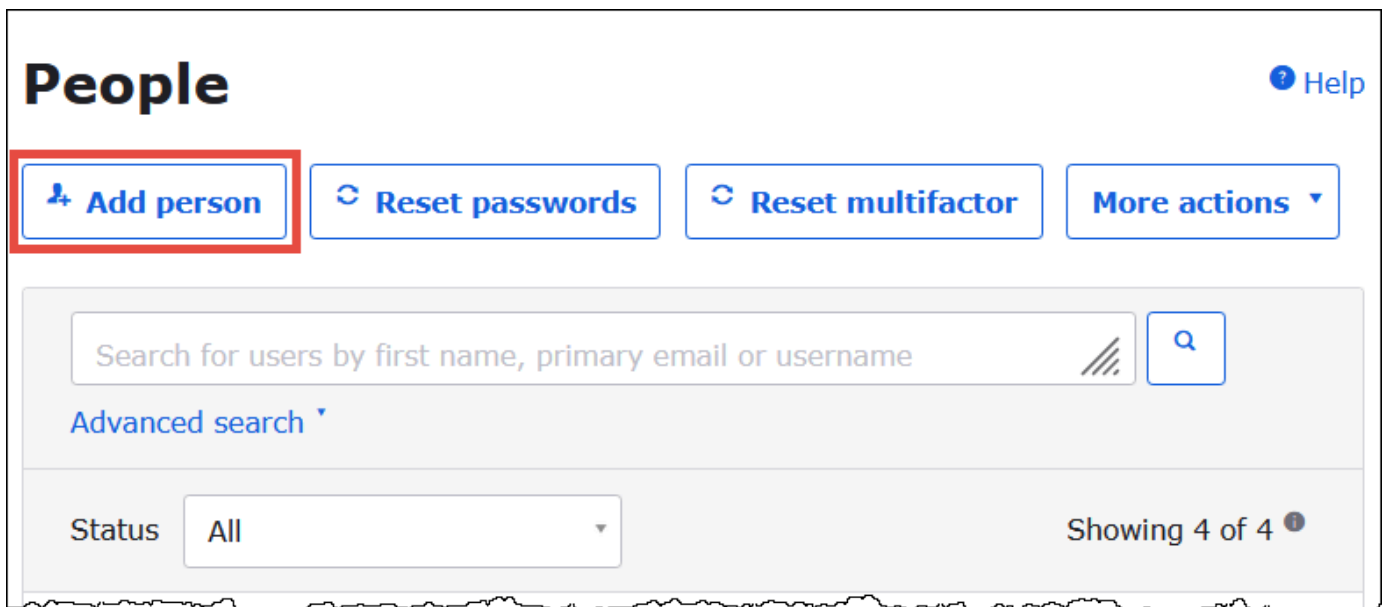 People
Help
Add person
Reset passwords
Reset multifactor
More actions
Search for users by first name, primary email or username
Advanced search
Status
All
Showing 4 of 4